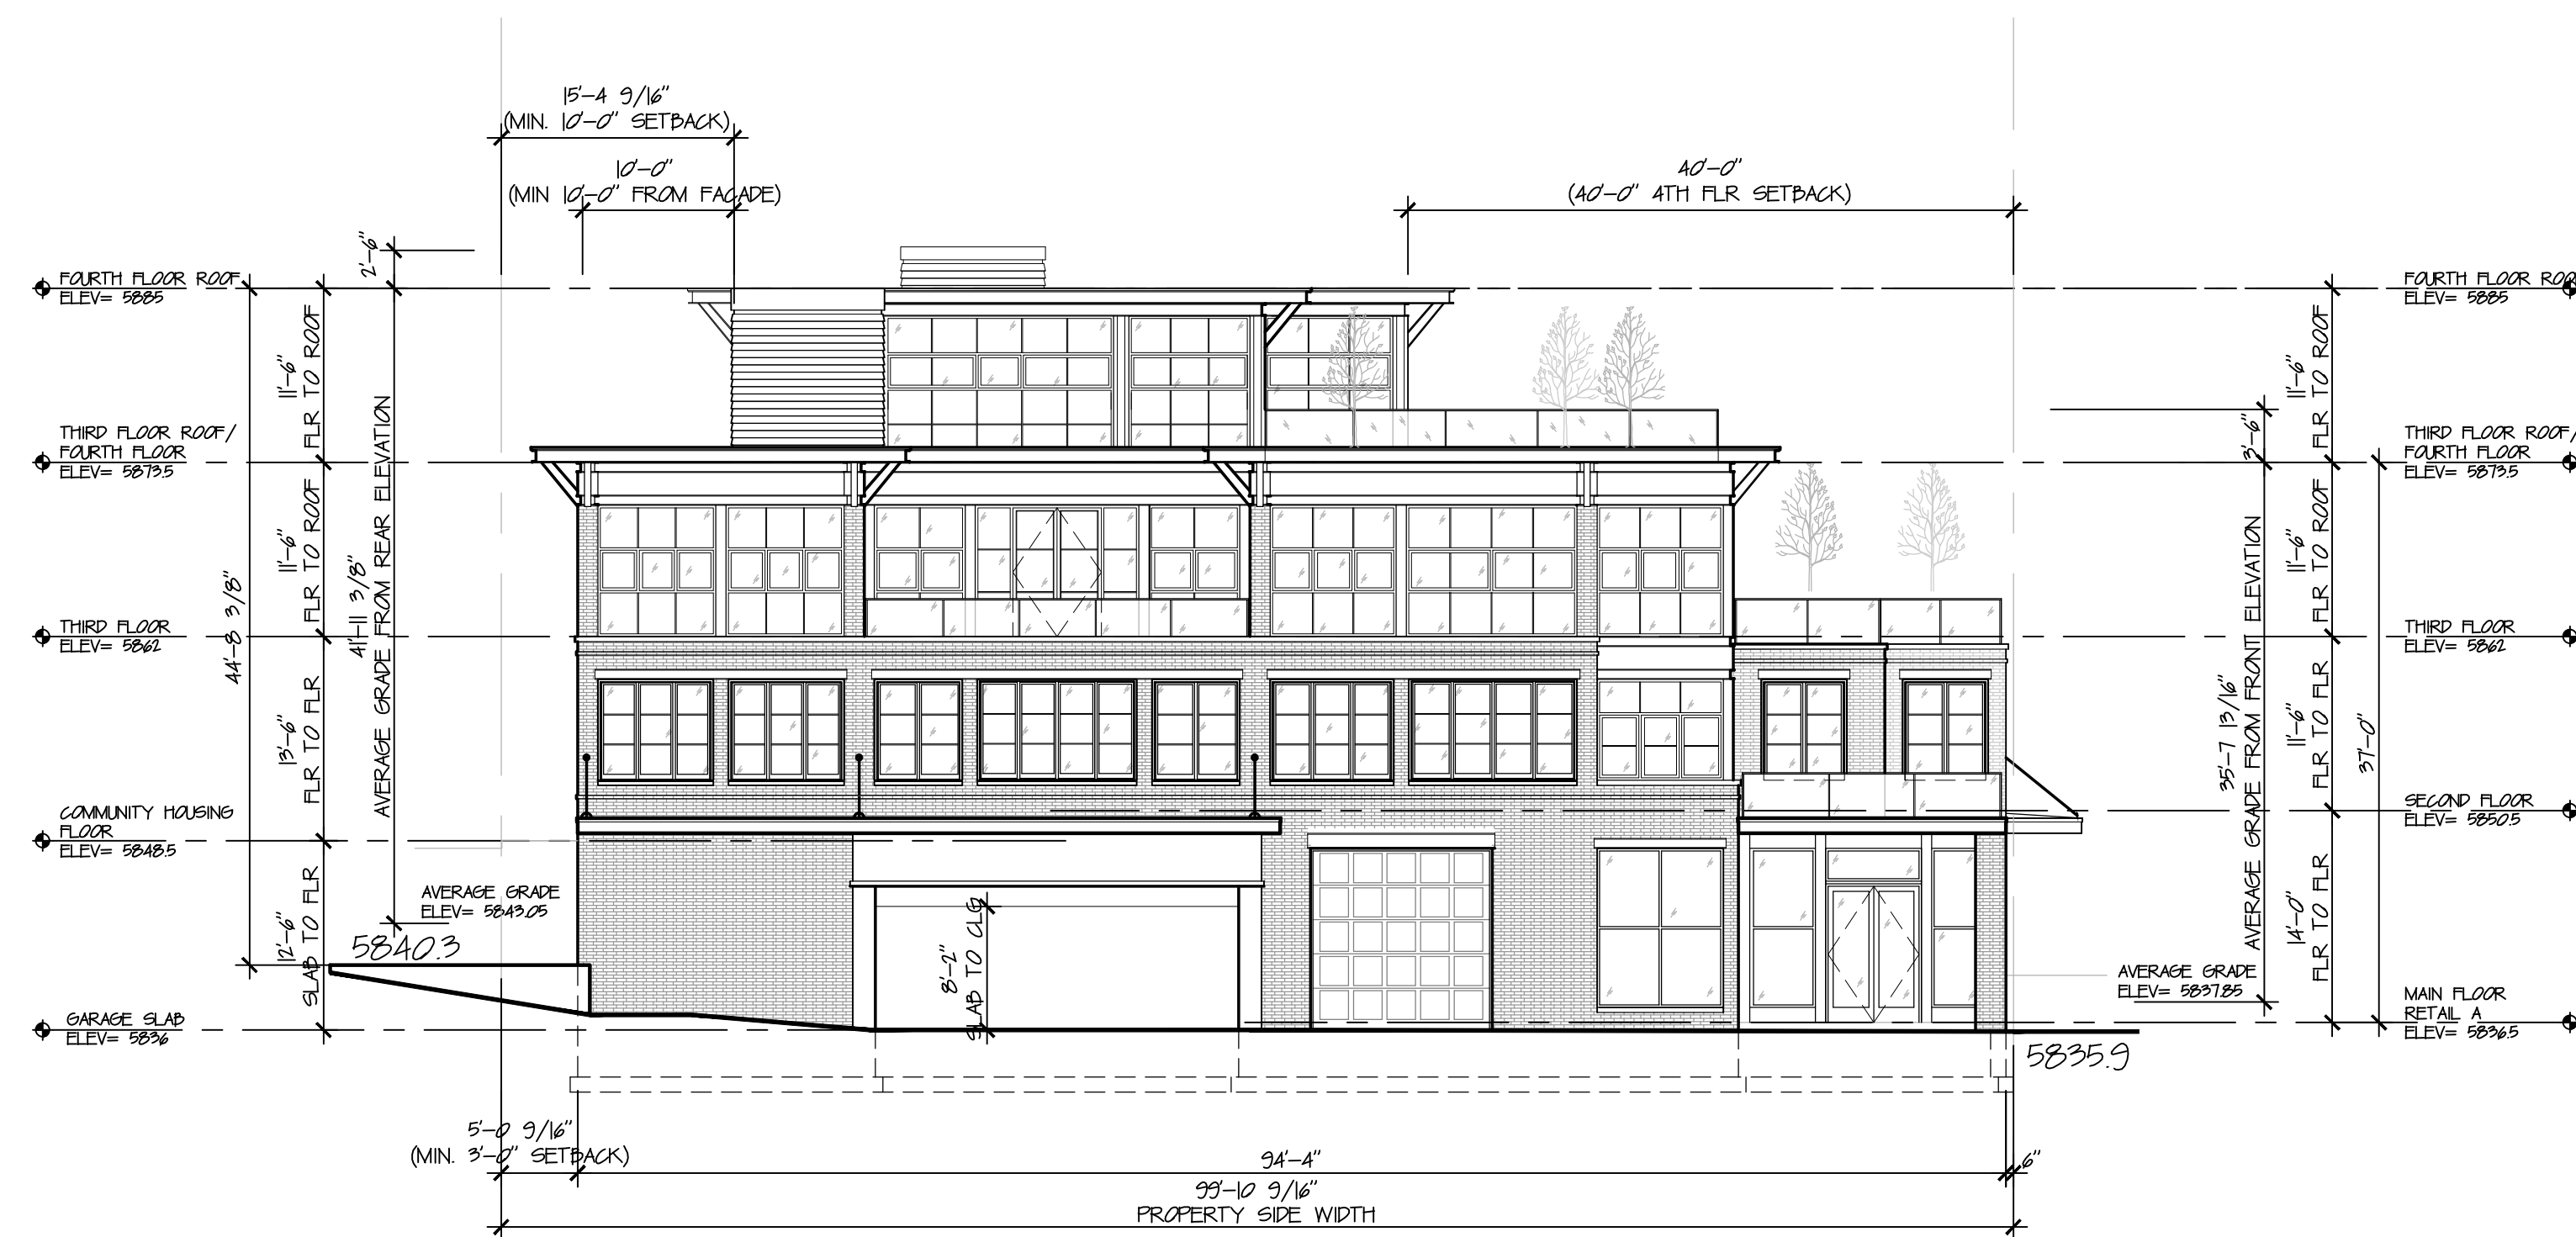 15'-4 9/16"
(MIN. 10'-0" SETBACK)
10'-0"
(MIN 10'-0" FROM FACADE)
40'-0"
(40'-0" 4TH FLR SETBACK)
2'-6"
FOURTH FLOOR ROOF
ELEV= 5885
THIRD FLOOR ROOF/
FOURTH FLOOR
ELEV= 5873.5
THIRD FLOOR
ELEV= 5862
COMMUNITY HOUSING
FLOOR
ELEV= 5848.5
GARAGE SLAB
ELEV= 5836
44'-8 3/8"
11'-6"
FLR TO ROOF
11'-6"
FLR TO ROOF
13'-6"
FLR TO FLR
12'-6"
SLAB TO FLR
41'-11 3/8"
AVERAGE GRADE FROM REAR ELEVATION
AVERAGE GRADE
ELEV= 5843.05
5840.3
8'-2"
SLAB TO CLG
3'-6"
35'-7 13/16"
AVERAGE GRADE FROM FRONT ELEVATION
11'-6"
FLR TO ROOF
11'-6"
FLR TO ROOF
11'-6"
FLR TO FLR
14'-0"
FLR TO FLR
37'-0"
FOURTH FLOOR ROO
ELEV= 5885
THIRD FLOOR ROOF/
FOURTH FLOOR
ELEV= 5873.5
THIRD FLOOR
ELEV= 5862
SECOND FLOOR
ELEV= 5850.5
MAIN FLOOR
RETAIL A
ELEV= 5836.5
AVERAGE GRADE
ELEV= 5837.85
5835.9
5'-0 9/16"
(MIN. 3'-0" SETBACK)
94'-4"
6"
99'-10 9/16"
PROPERTY SIDE WIDTH